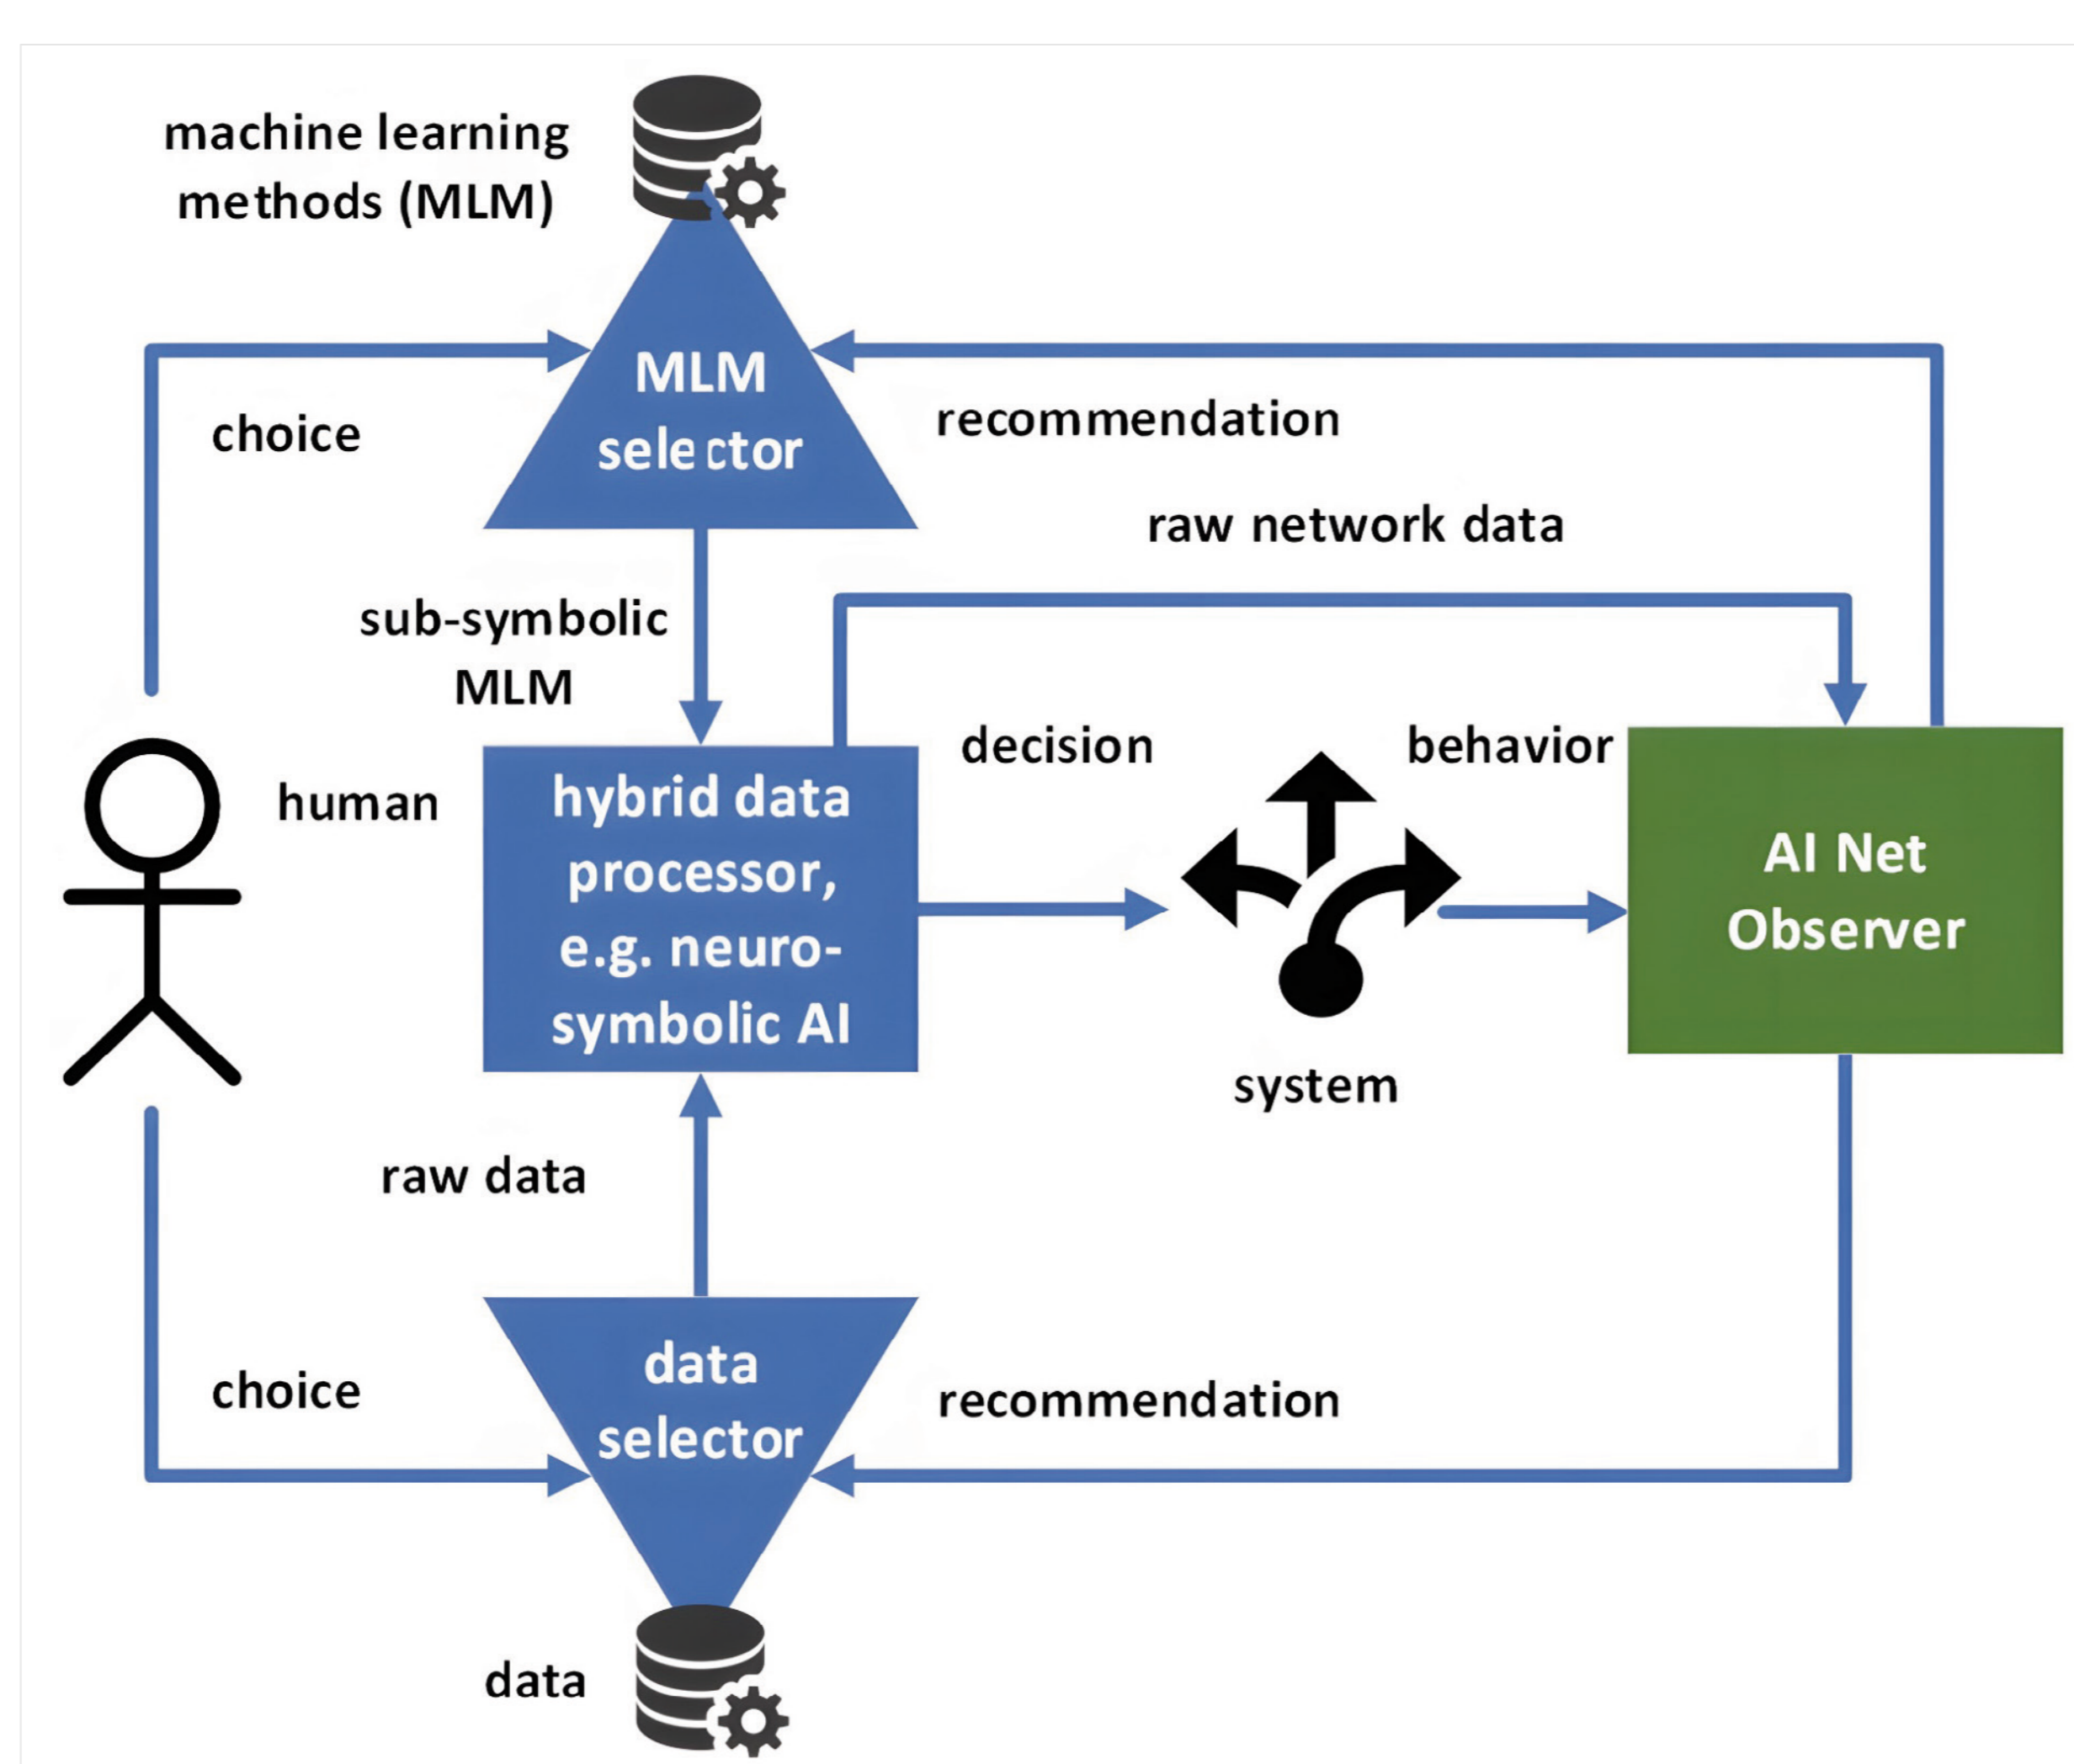 machine learning
methods (MLM)
MLM
selector
choice
recommendation
raw network data
sub-symbolic
MLM
decision
behavior
human
hybrid data
processor,
e.g. neuro-
symbolic AI
AI Net
Observer
system
raw data
data
selector
choice
recommendation
data